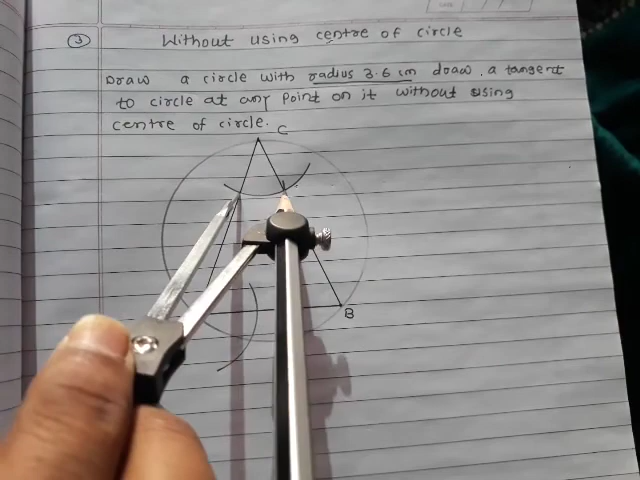 ③ Without using centre of circle
Draw a circle with radius 3.6 cm draw. a tangent
to circle at any point on it without using
centre of circle.
C
B